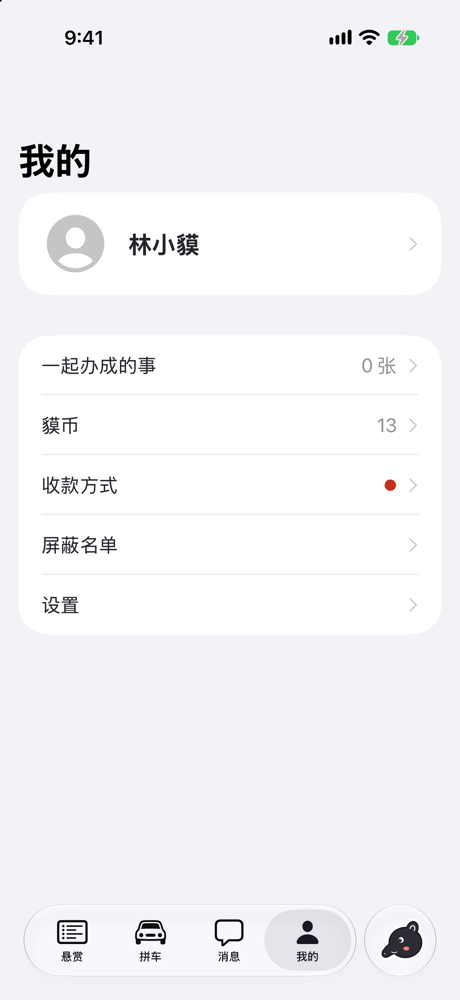 9:41
我的
林小貘
一起办成的事 0 张
貘币 13
收款方式
屏蔽名单
设置
悬赏 拼车 消息 我的